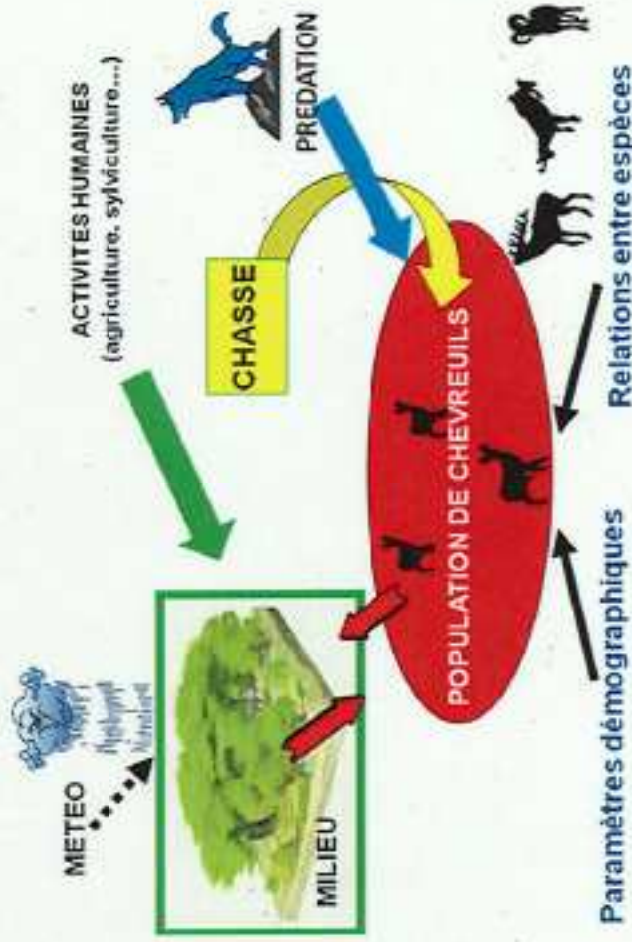 METEO
ACTIVITES HUMAINES
(agriculture, sylviculture...)
CHASSE
PREDATION
MILIEU
POPULATION DE CHEVREUILS
Paramètres démographiques
Relations entre espèces